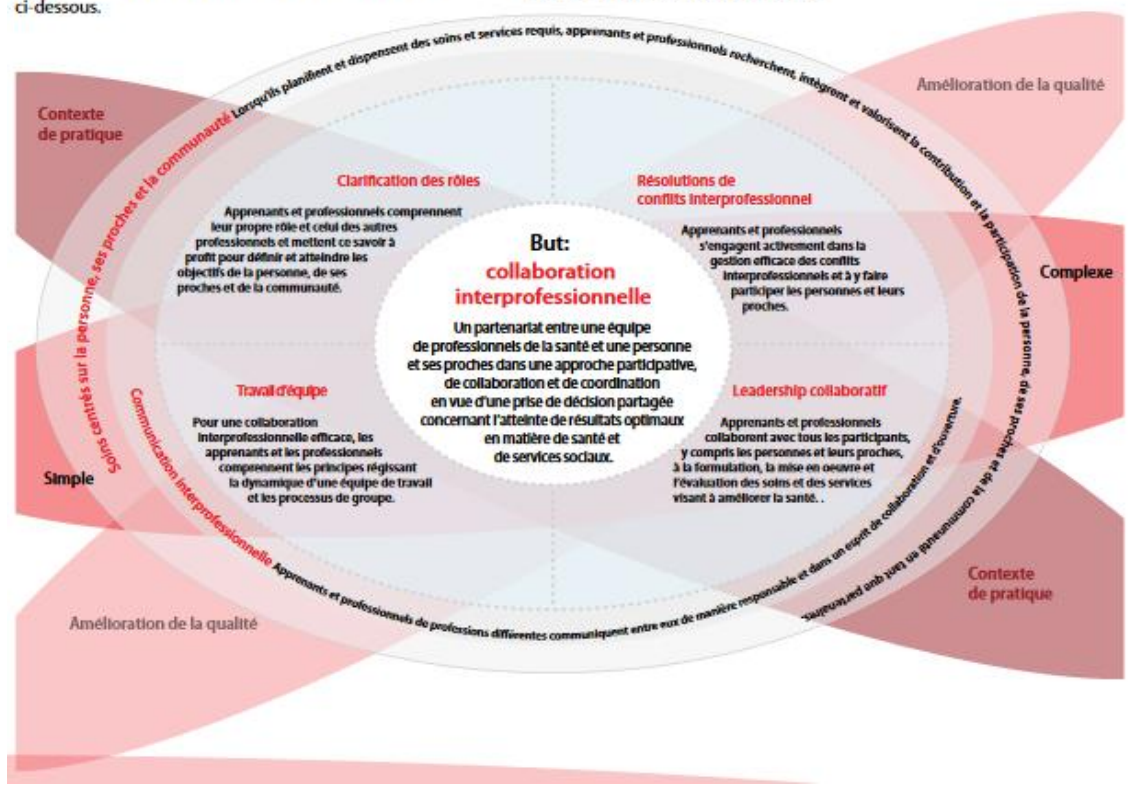 ci-dessous.
Contexte
de pratique
Amélioration de la qualité
Soins centrés sur la personne, ses proches et la communauté Lorsqu'ils planifient et dispensent des soins et services requis, apprenants et professionnels recherchent, intègrent et valorisent la contribution et la participation de la personne, de ses proches et de la communauté en tant que partenaires.
Clarification des rôles
Apprenants et professionnels comprennent
leur propre rôle et celui des autres
professionnels et mettent ce savoir à
profit pour définir et atteindre les
objectifs de la personne, de ses
proches et de la communauté.
Résolutions de
conflits interprofessionnel
Apprenants et professionnels
s'engagent activement dans la
gestion efficace des conflits
interprofessionnels et à y faire
participer les personnes et leurs
proches.
But:
collaboration
interprofessionnelle
Un partenariat entre une équipe
de professionnels de la santé et une personne
et ses proches dans une approche participative,
de collaboration et de coordination
en vue d'une prise de décision partagée
concernant l'atteinte de résultats optimaux
en matière de santé et
de services sociaux.
Complexe
Travail d'équipe
Pour une collaboration
interprofessionnelle efficace, les
apprenants et les professionnels
comprennent les principes régissant
la dynamique d'une équipe de travail
et les processus de groupe.
Leadership collaboratif
Apprenants et professionnels
collaborent avec tous les participants,
y compris les personnes et leurs proches,
à la formulation, la mise en oeuvre et
l'évaluation des soins et des services
visant à améliorer la santé. .
Simple
Communication interprofessionnelle Apprenants et professionnels de professions différentes communiquent entre eux de manière responsable et dans un esprit de collaboration et d'ouverture.
Contexte
de pratique
Amélioration de la qualité